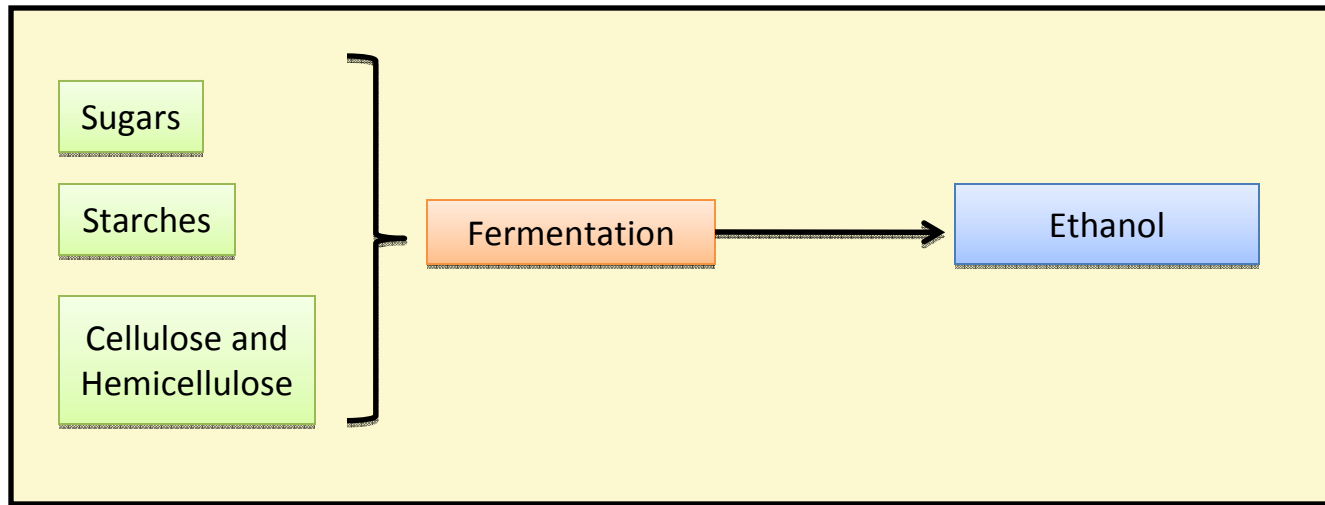 Sugars
Starches
Cellulose and
Hemicellulose
Fermentation
Ethanol